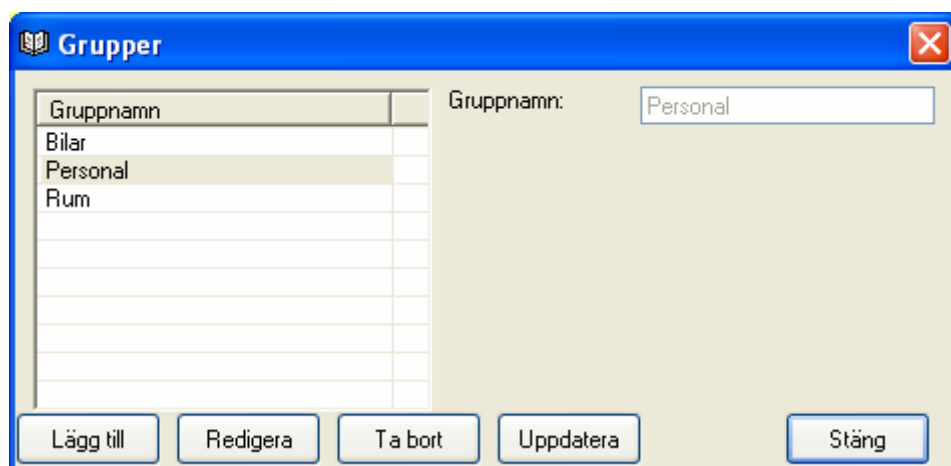 Grupper
Gruppnamn
Gruppnamn:
Personal
Bilar
Personal
Rum
Lägg till
Redigera
Ta bort
Uppdatera
Stäng